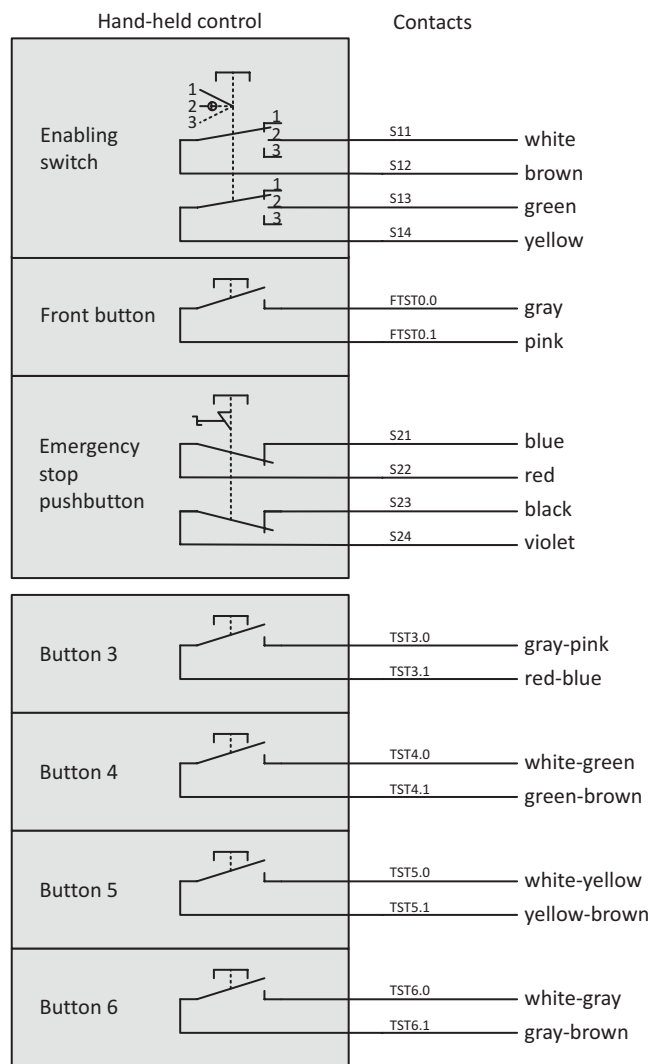 Hand-held control Contacts
Enabling
switch
1
2
3
1
2
3
S11 white
S12 brown
1
2
3
S13 green
S14 yellow
Front button
FTST0.0 gray
FTST0.1 pink
Emergency
stop
pushbutton
S21 blue
S22 red
S23 black
S24 violet
Button 3
TST3.0 gray-pink
TST3.1 red-blue
Button 4
TST4.0 white-green
TST4.1 green-brown
Button 5
TST5.0 white-yellow
TST5.1 yellow-brown
Button 6
TST6.0 white-gray
TST6.1 gray-brown